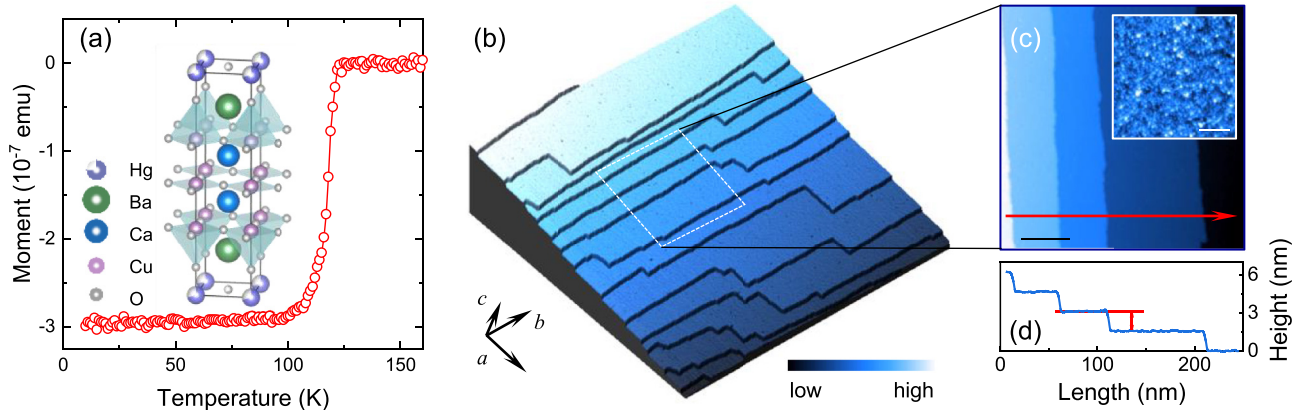 (a)
Moment (10⁻⁷ emu)
0
-1
-2
-3
Hg
Ba
Ca
Cu
O
0
50
100
150
Temperature (K)
(b)
c
b
a
low
high
(c)
(d)
6
3
0
Height (nm)
0
100
200
Length (nm)